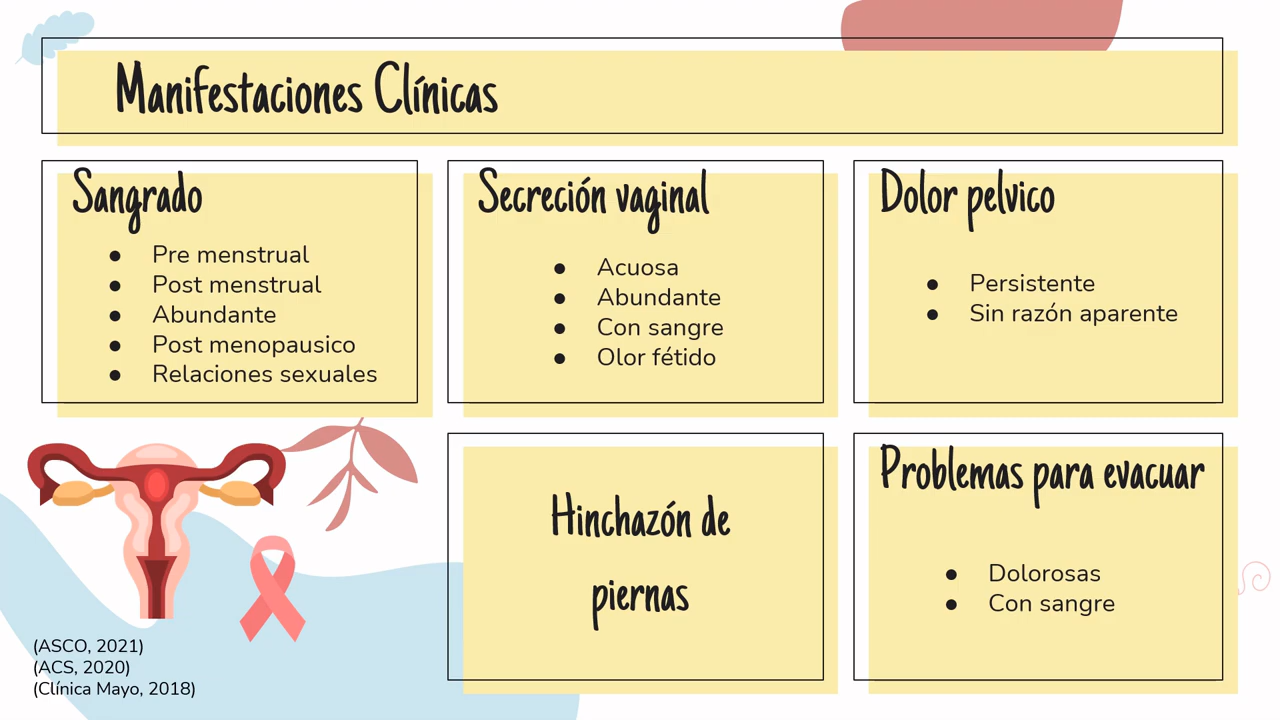 Manifestaciones Clínicas
Sangrado
● Pre menstrual
● Post menstrual
● Abundante
● Post menopausico
● Relaciones sexuales
Secreción vaginal
● Acuosa
● Abundante
● Con sangre
● Olor fétido
Dolor pelvico
● Persistente
● Sin razón aparente
Hinchazón de
piernas
Problemas para evacuar
● Dolorosas
● Con sangre
(ASCO, 2021)
(ACS, 2020)
(Clínica Mayo, 2018)